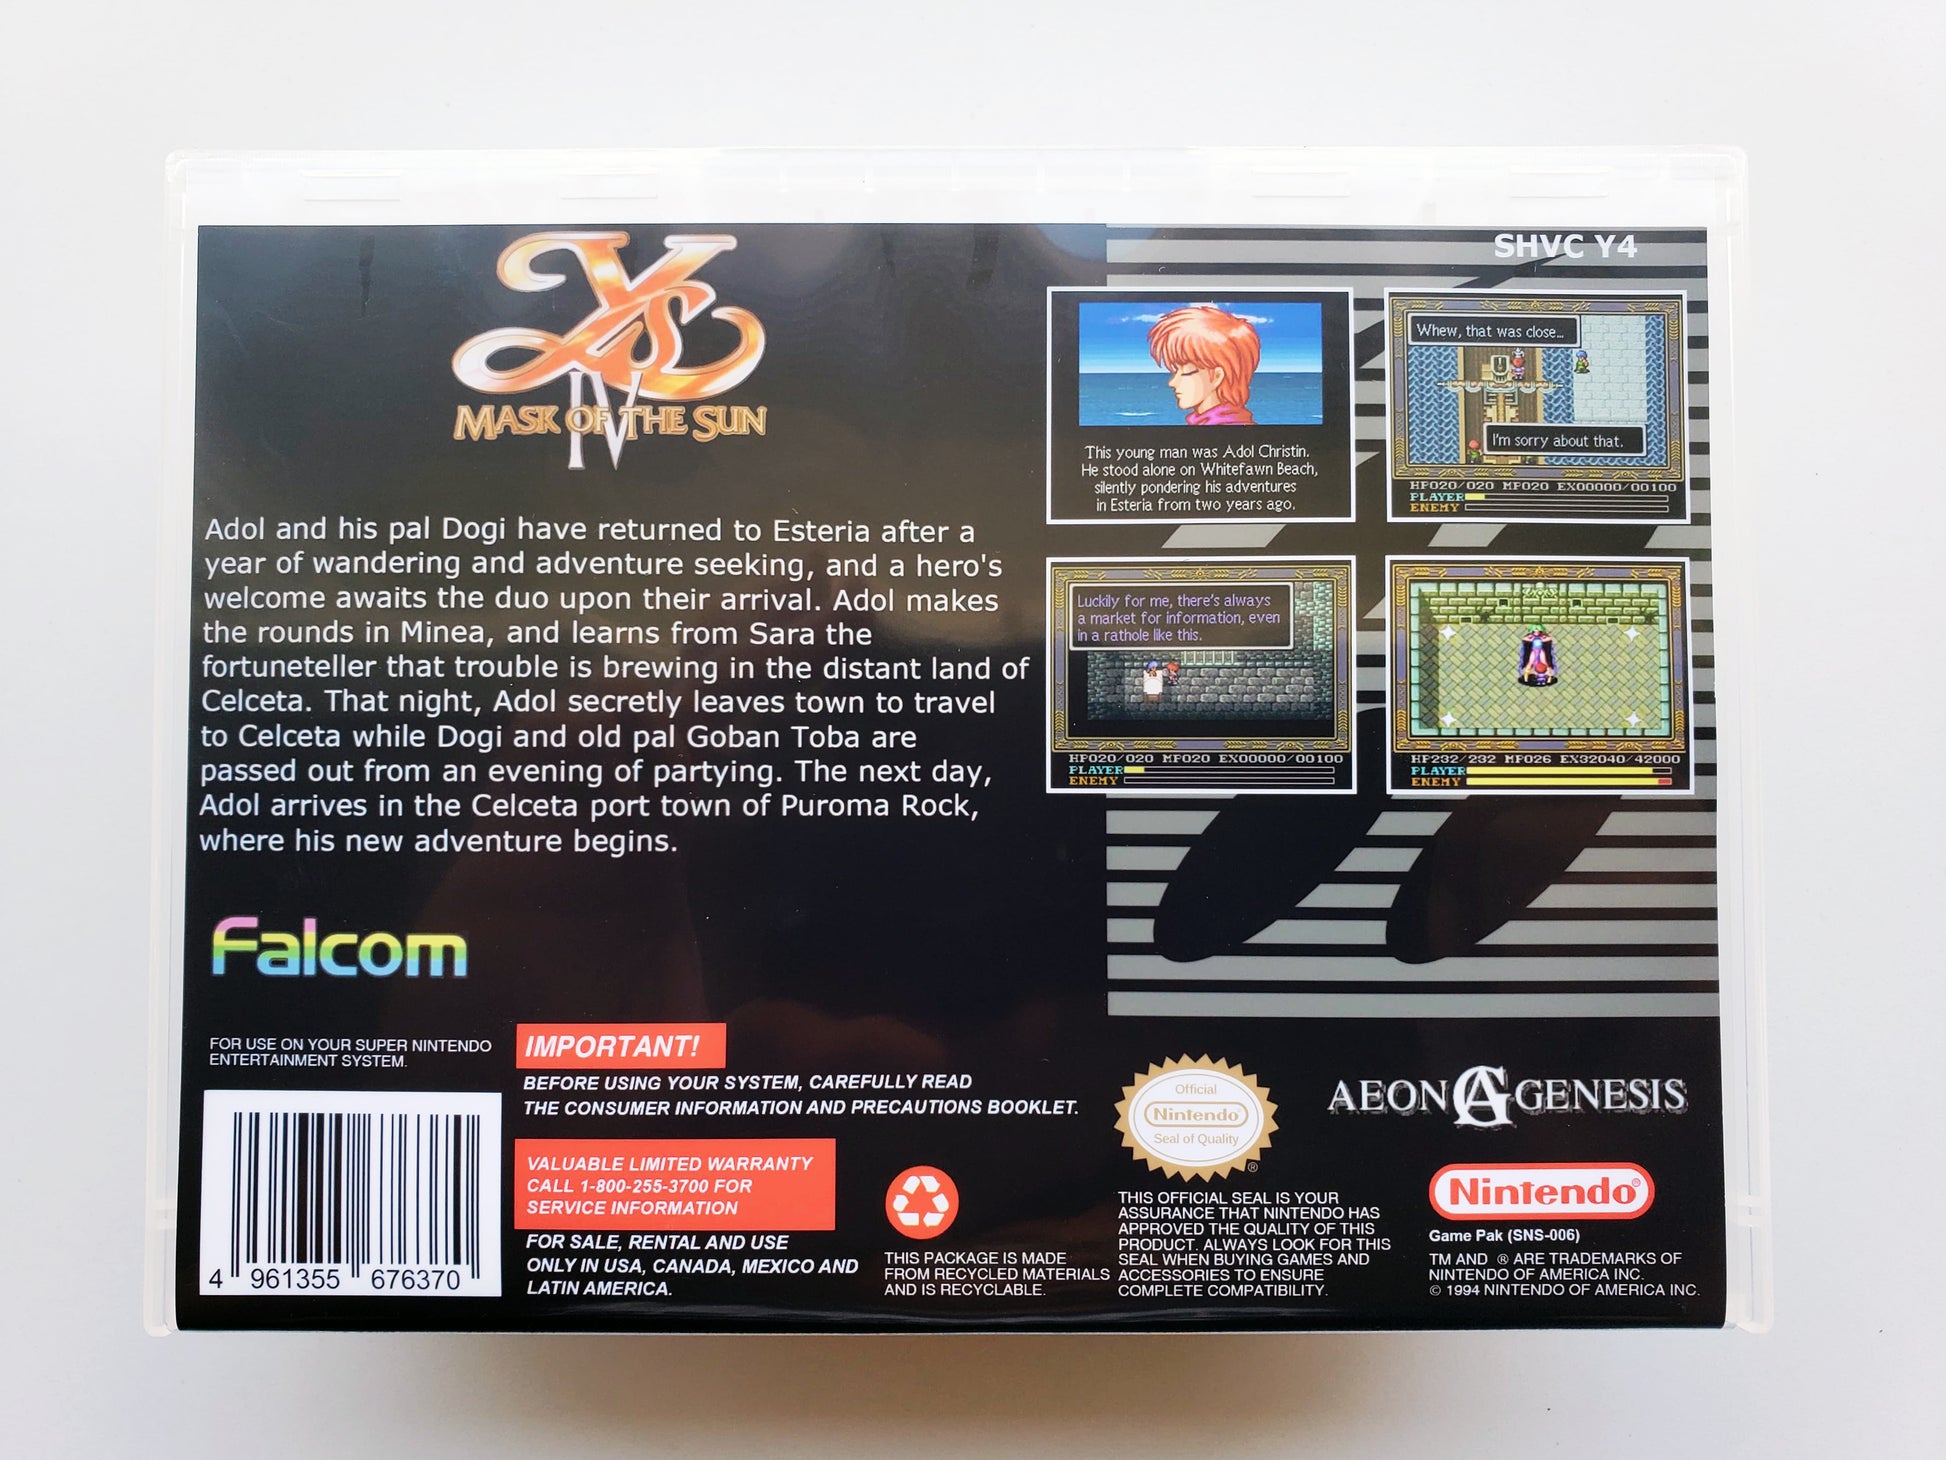 SHVC Y4
Ys
IV
MASK OF THE SUN
Adol and his pal Dogi have returned to Esteria after a
year of wandering and adventure seeking, and a hero's
welcome awaits the duo upon their arrival. Adol makes
the rounds in Minea, and learns from Sara the
fortuneteller that trouble is brewing in the distant land of
Celceta. That night, Adol secretly leaves town to travel
to Celceta while Dogi and old pal Goban Toba are
passed out from an evening of partying. The next day,
Adol arrives in the Celceta port town of Puroma Rock,
where his new adventure begins.
This young man was Adol Christin.
He stood alone on Whitefawn Beach,
silently pondering his adventures
in Esteria from two years ago.
Whew, that was close...
I'm sorry about that.
HP020/020 MP020 EX00000/00100
PLAYER
ENEMY
Luckily for me, there's always
a market for information, even
in a rathole like this.
HP020/020 MP020 EX00000/00100
PLAYER
ENEMY
HP232/232 MP026 EX32040/42000
PLAYER
ENEMY
Falcom
FOR USE ON YOUR SUPER NINTENDO
ENTERTAINMENT SYSTEM.
4 961355 676370
IMPORTANT!
BEFORE USING YOUR SYSTEM, CAREFULLY READ
THE CONSUMER INFORMATION AND PRECAUTIONS BOOKLET.
VALUABLE LIMITED WARRANTY
CALL 1-800-255-3700 FOR
SERVICE INFORMATION
FOR SALE, RENTAL AND USE
ONLY IN USA, CANADA, MEXICO AND
LATIN AMERICA.
THIS PACKAGE IS MADE
FROM RECYCLED MATERIALS
AND IS RECYCLABLE.
Official
Nintendo
Seal of Quality
®
THIS OFFICIAL SEAL IS YOUR
ASSURANCE THAT NINTENDO HAS
APPROVED THE QUALITY OF THIS
PRODUCT. ALWAYS LOOK FOR THIS
SEAL WHEN BUYING GAMES AND
ACCESSORIES TO ENSURE
COMPLETE COMPATIBILITY.
AEON AG GENESIS
Nintendo®
Game Pak (SNS-006)
TM AND ® ARE TRADEMARKS OF
NINTENDO OF AMERICA INC.
© 1994 NINTENDO OF AMERICA INC.